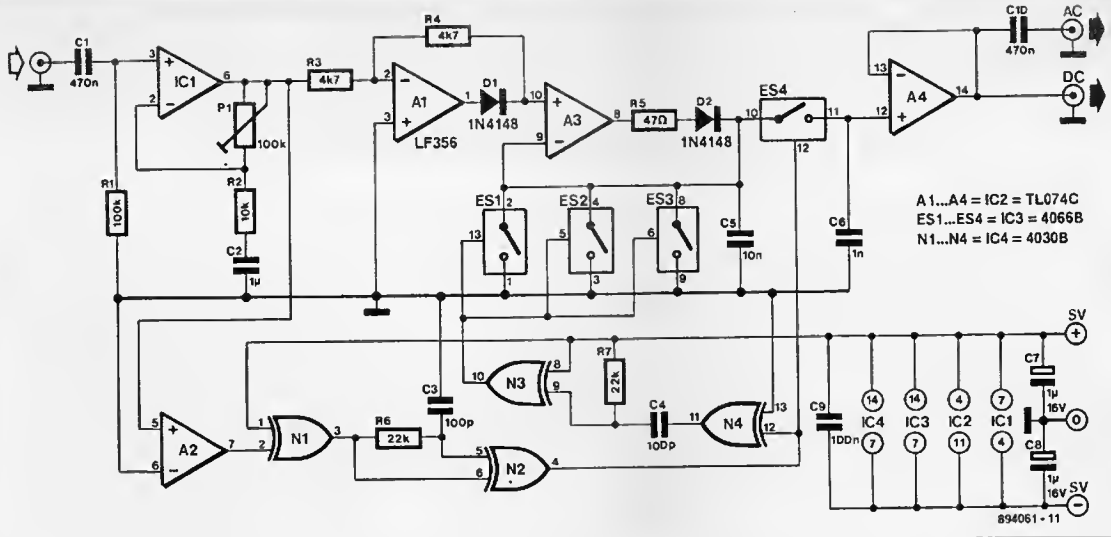 C1
470n
3
+
IC1
6
2
-
P1
100k
R1
100k
R2
10k
C2
1µ
R3
4k7
R4
4k7
2
-
A1
1
3
+
LF356
D1
1N4148
10
+
A3
8
9
-
R5
47Ω
D2
1N4148
ES4
10
11
12
C10
470n
AC
DC
13
-
A4
14
12
+
ES1
2
13
1
ES2
4
5
3
ES3
8
6
9
C5
10n
C6
1n
A1...A4 = IC2 = TL074C
ES1...ES4 = IC3 = 4066B
N1...N4 = IC4 = 4030B
5
+
A2
7
6
-
1
N1
3
2
R6
22k
C3
100p
5
N2
4
6
10
N3
8
9
R7
22k
C4
100p
11
N4
13
12
C9
100n
14
IC4
7
14
IC3
7
4
IC2
11
7
IC1
4
C7
1µ
16V
C8
1µ
16V
5V
+
0
5V
-
894061-11